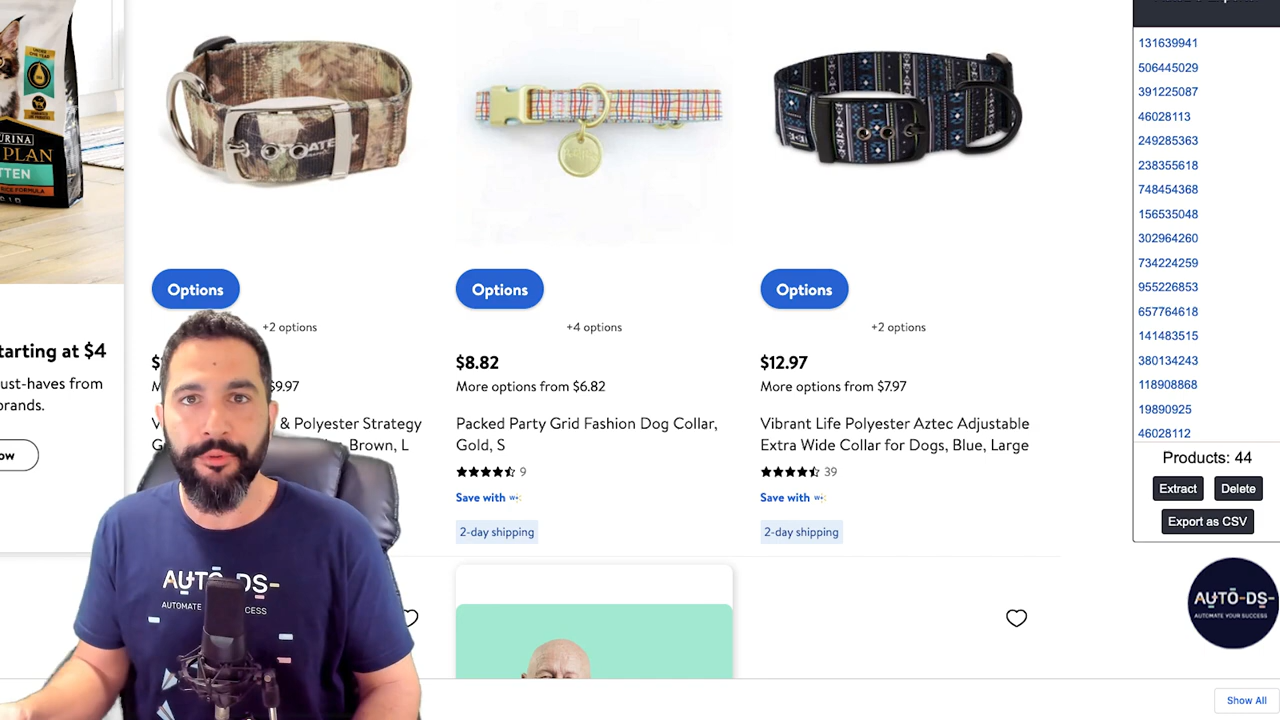 PURINA
PLAN
TTEN
RICE FORMULA
tarting at $4
ust-haves from
brands.
ow
Options
+2 options
$
M
$9.97
V
& Polyester Strategy
G
Brown, L
Options
+4 options
$8.82
More options from $6.82
Packed Party Grid Fashion Dog Collar,
Gold, S
9
Save with
2-day shipping
Options
+2 options
$12.97
More options from $7.97
Vibrant Life Polyester Aztec Adjustable
Extra Wide Collar for Dogs, Blue, Large
39
Save with
2-day shipping
AUTO-DS-
AUTOMATE
CCESS
131639941
506445029
391225087
46028113
249285363
238355618
748454368
156535048
302964260
734224259
955226853
657764618
141483515
380134243
118908868
19890925
46028112
Products: 44
Extract
Delete
Export as CSV
AUTO-DS-
AUTOMATE YOUR SUCCESS
Show All